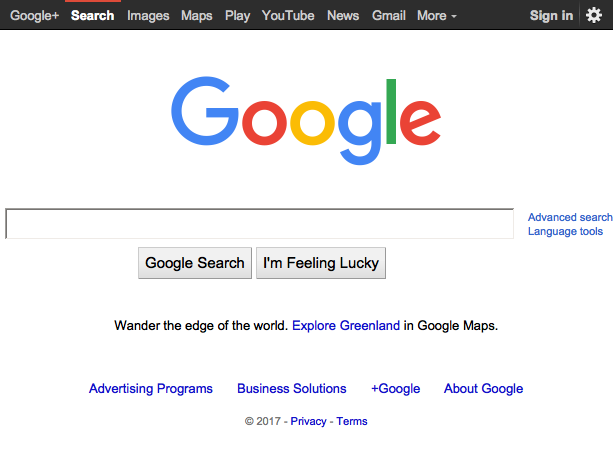 Google+ Search Images Maps Play YouTube News Gmail More Sign in
Google
Advanced search
Language tools
Google Search I'm Feeling Lucky
Wander the edge of the world. Explore Greenland in Google Maps.
Advertising Programs Business Solutions +Google About Google
© 2017 - Privacy - Terms